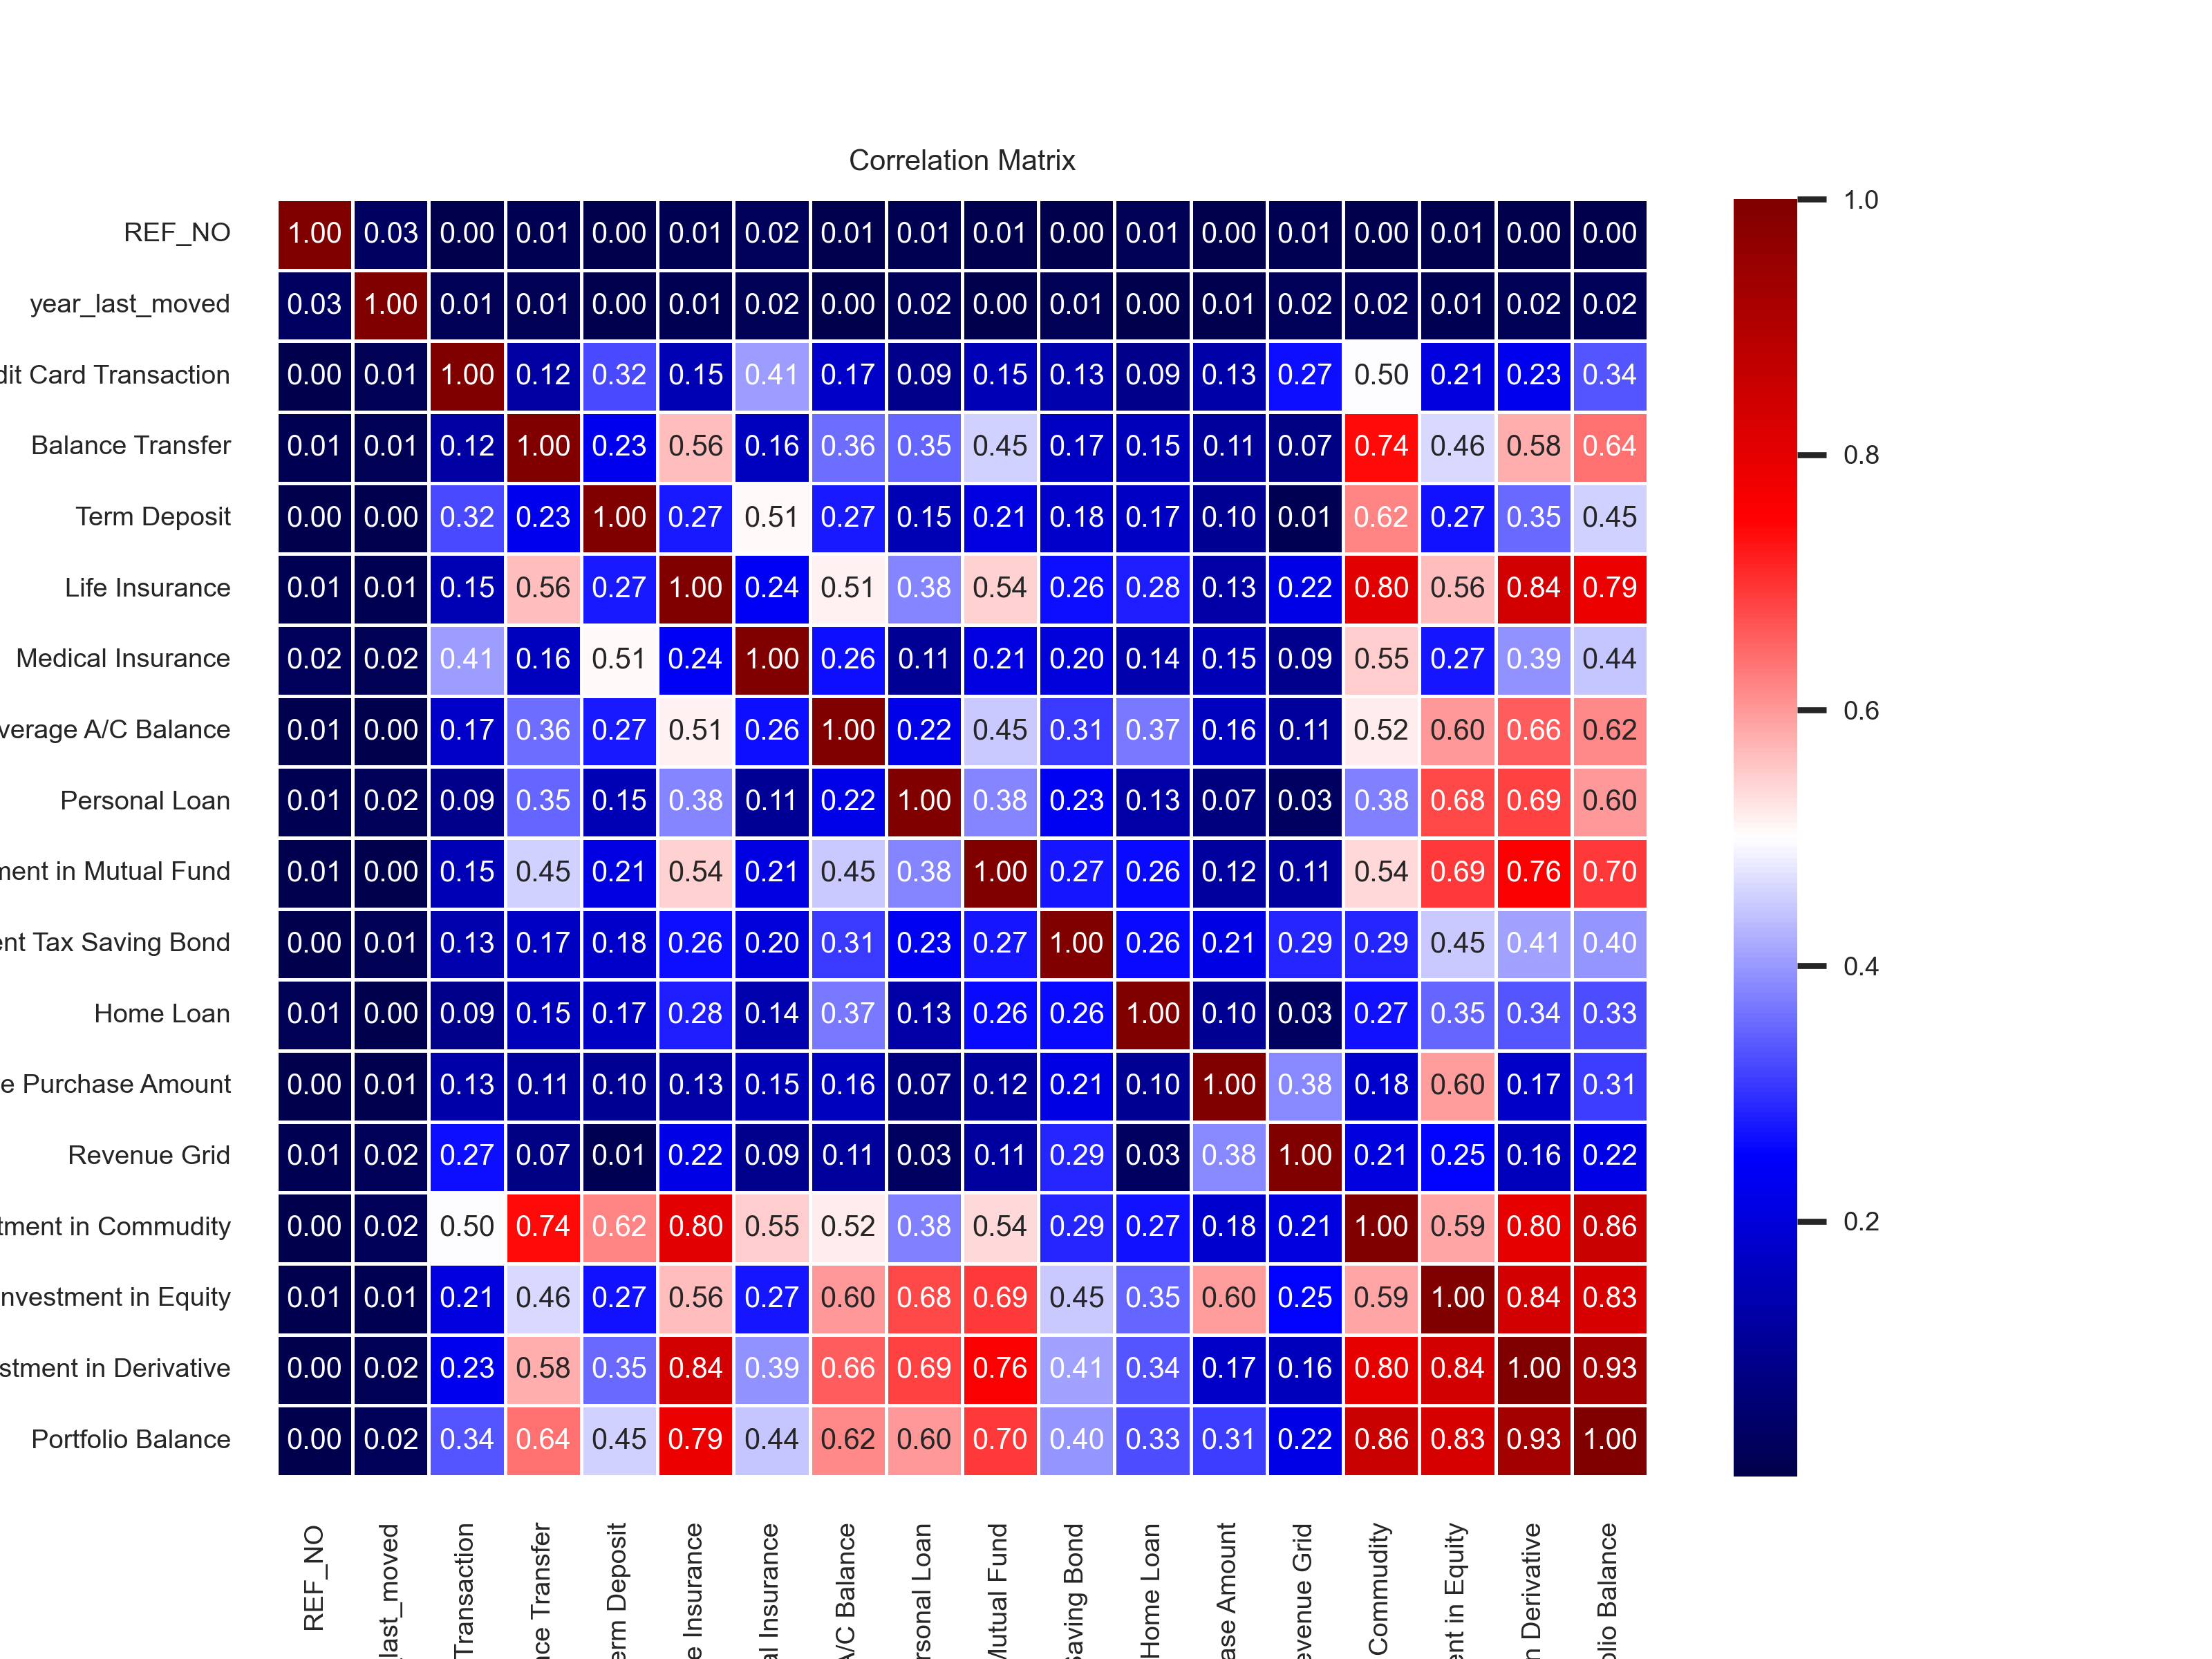 Correlation Matrix
REF_NO 1.00 0.03 0.00 0.01 0.00 0.01 0.02 0.01 0.01 0.01 0.00 0.01 0.00 0.01 0.00 0.01 0.00 0.00
year_last_moved 0.03 1.00 0.01 0.01 0.00 0.01 0.02 0.00 0.02 0.00 0.01 0.00 0.01 0.02 0.02 0.01 0.02 0.02
dit Card Transaction 0.00 0.01 1.00 0.12 0.32 0.15 0.41 0.17 0.09 0.15 0.13 0.09 0.13 0.27 0.50 0.21 0.23 0.34
Balance Transfer 0.01 0.01 0.12 1.00 0.23 0.56 0.16 0.36 0.35 0.45 0.17 0.15 0.11 0.07 0.74 0.46 0.58 0.64
Term Deposit 0.00 0.00 0.32 0.23 1.00 0.27 0.51 0.27 0.15 0.21 0.18 0.17 0.10 0.01 0.62 0.27 0.35 0.45
Life Insurance 0.01 0.01 0.15 0.56 0.27 1.00 0.24 0.51 0.38 0.54 0.26 0.28 0.13 0.22 0.80 0.56 0.84 0.79
Medical Insurance 0.02 0.02 0.41 0.16 0.51 0.24 1.00 0.26 0.11 0.21 0.20 0.14 0.15 0.09 0.55 0.27 0.39 0.44
verage A/C Balance 0.01 0.00 0.17 0.36 0.27 0.51 0.26 1.00 0.22 0.45 0.31 0.37 0.16 0.11 0.52 0.60 0.66 0.62
Personal Loan 0.01 0.02 0.09 0.35 0.15 0.38 0.11 0.22 1.00 0.38 0.23 0.13 0.07 0.03 0.38 0.68 0.69 0.60
ment in Mutual Fund 0.01 0.00 0.15 0.45 0.21 0.54 0.21 0.45 0.38 1.00 0.27 0.26 0.12 0.11 0.54 0.69 0.76 0.70
ent Tax Saving Bond 0.00 0.01 0.13 0.17 0.18 0.26 0.20 0.31 0.23 0.27 1.00 0.26 0.21 0.29 0.29 0.45 0.41 0.40
Home Loan 0.01 0.00 0.09 0.15 0.17 0.28 0.14 0.37 0.13 0.26 0.26 1.00 0.10 0.03 0.27 0.35 0.34 0.33
e Purchase Amount 0.00 0.01 0.13 0.11 0.10 0.13 0.15 0.16 0.07 0.12 0.21 0.10 1.00 0.38 0.18 0.60 0.17 0.31
Revenue Grid 0.01 0.02 0.27 0.07 0.01 0.22 0.09 0.11 0.03 0.11 0.29 0.03 0.38 1.00 0.21 0.25 0.16 0.22
tment in Commudity 0.00 0.02 0.50 0.74 0.62 0.80 0.55 0.52 0.38 0.54 0.29 0.27 0.18 0.21 1.00 0.59 0.80 0.86
nvestment in Equity 0.01 0.01 0.21 0.46 0.27 0.56 0.27 0.60 0.68 0.69 0.45 0.35 0.60 0.25 0.59 1.00 0.84 0.83
stment in Derivative 0.00 0.02 0.23 0.58 0.35 0.84 0.39 0.66 0.69 0.76 0.41 0.34 0.17 0.16 0.80 0.84 1.00 0.93
Portfolio Balance 0.00 0.02 0.34 0.64 0.45 0.79 0.44 0.62 0.60 0.70 0.40 0.33 0.31 0.22 0.86 0.83 0.93 1.00
REF_NO
_last_moved
Transaction
nce Transfer
erm Deposit
e Insurance
al Insurance
A/C Balance
rsonal Loan
Mutual Fund
Saving Bond
Home Loan
ase Amount
evenue Grid
Commudity
ent in Equity
n Derivative
olio Balance
1.0
0.8
0.6
0.4
0.2